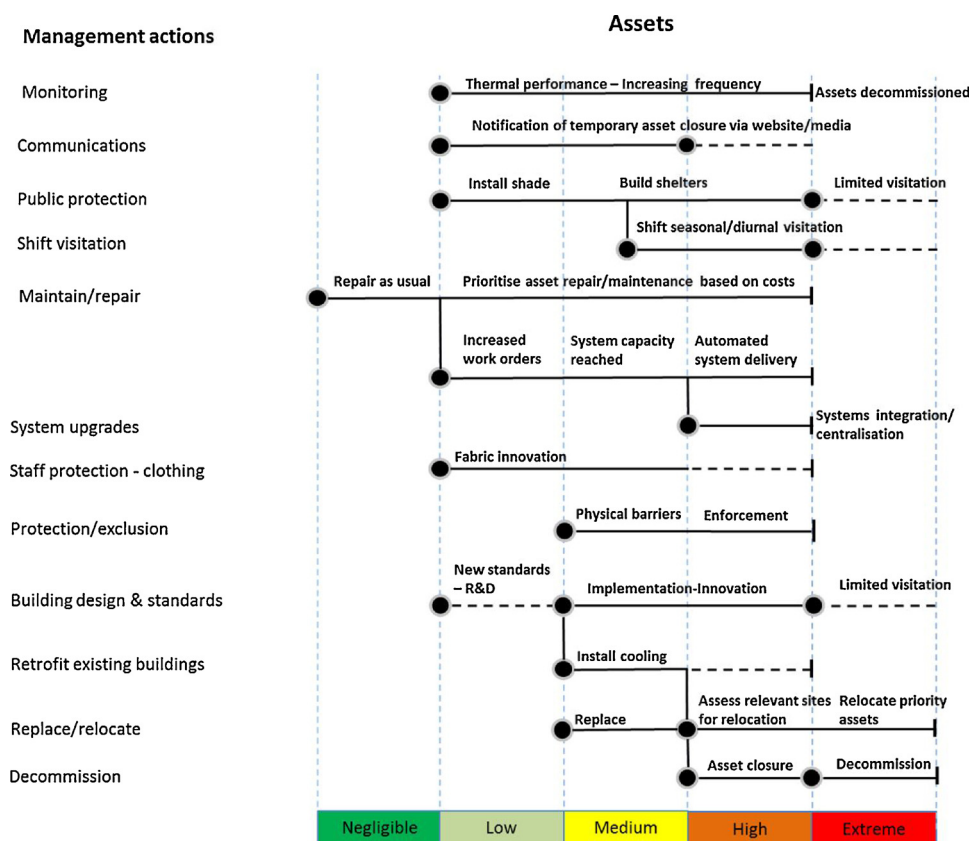 Assets
Management actions
Monitoring
Thermal performance – Increasing frequency
Assets decommissioned
Communications
Notification of temporary asset closure via website/media
Public protection
Install shade
Build shelters
Limited visitation
Shift visitation
Shift seasonal/diurnal visitation
Maintain/repair
Repair as usual
Prioritise asset repair/maintenance based on costs
Increased
work orders
System capacity
reached
Automated
system delivery
System upgrades
Systems integration/
centralisation
Staff protection - clothing
Fabric innovation
Protection/exclusion
Physical barriers
Enforcement
Building design & standards
New standards
– R&D
Implementation-Innovation
Limited visitation
Retrofit existing buildings
Install cooling
Replace/relocate
Replace
Assess relevant sites
for relocation
Relocate priority
assets
Decommission
Asset closure
Decommission
Negligible
Low
Medium
High
Extreme